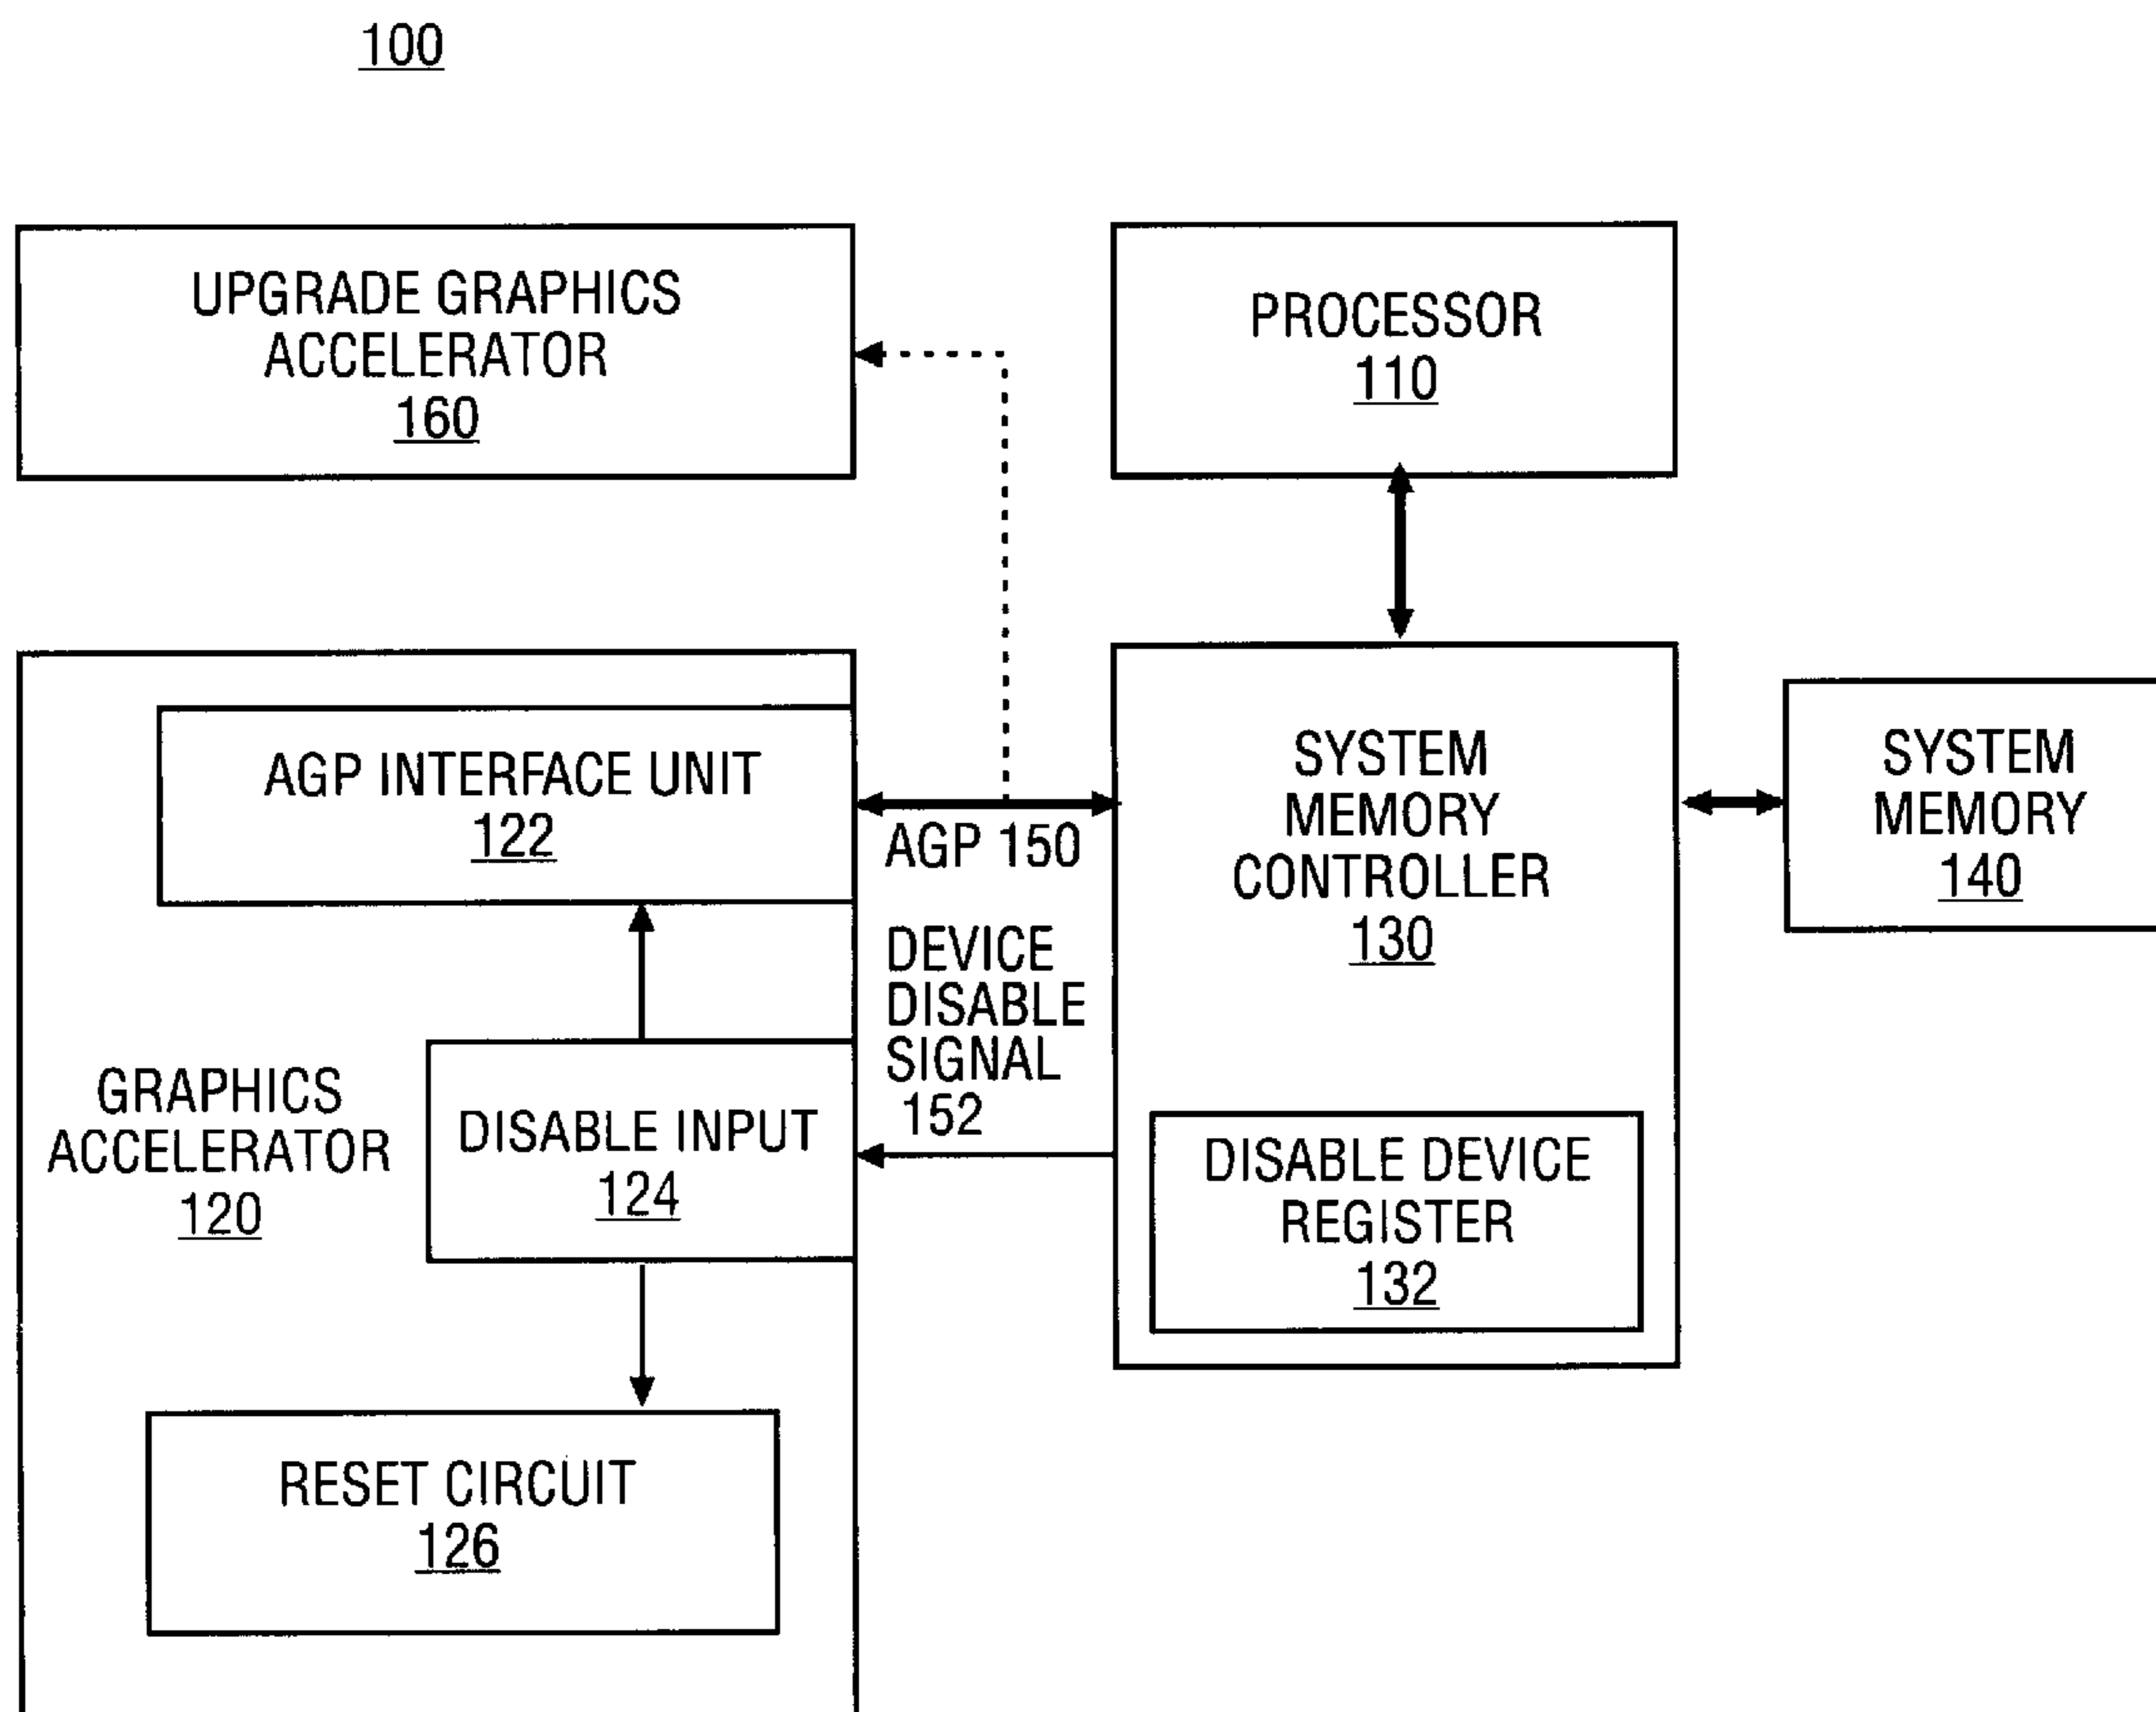 100
UPGRADE GRAPHICS
ACCELERATOR
160
PROCESSOR
110
AGP INTERFACE UNIT
122
AGP 150
SYSTEM
MEMORY
CONTROLLER
130
SYSTEM
MEMORY
140
DEVICE
DISABLE
SIGNAL
152
GRAPHICS
ACCELERATOR
120
DISABLE INPUT
124
DISABLE DEVICE
REGISTER
132
RESET CIRCUIT
126